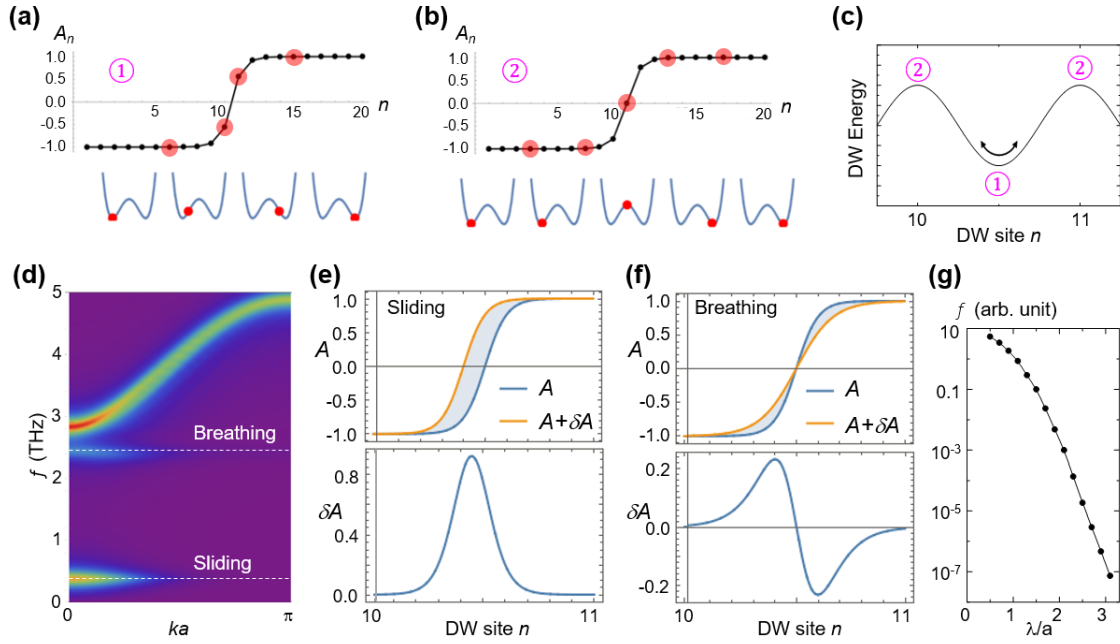 (a)
A_n
1.0
0.5
0.0
-0.5
-1.0
①
5
10
15
20
n
(b)
A_n
1.0
0.5
0.0
-0.5
-1.0
②
5
10
15
20
n
(c)
DW Energy
②
②
①
10
11
DW site n
(d)
5
4
3
2
1
0
f (THz)
Breathing
Sliding
0
π
ka
(e)
Sliding
1.0
0.5
0.0
-0.5
-1.0
A
A
A+δA
0.8
0.4
0.0
δA
10
11
DW site n
(f)
Breathing
1.0
0.5
0.0
-0.5
-1.0
A
A
A+δA
0.2
0.0
-0.2
δA
10
11
DW site n
(g)
f (arb. unit)
10
0.1
10⁻³
10⁻⁵
10⁻⁷
0
1
2
3
λ/a